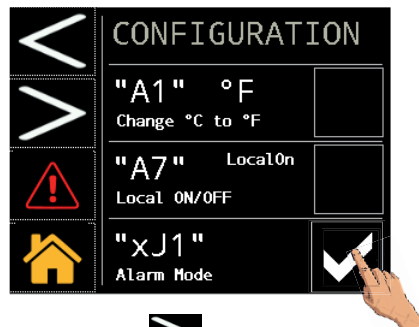 CONFIGURATION
"A1" °F
Change °C to °F
"A7" LocalOn
Local ON/OFF
"xJ1"
Alarm Mode